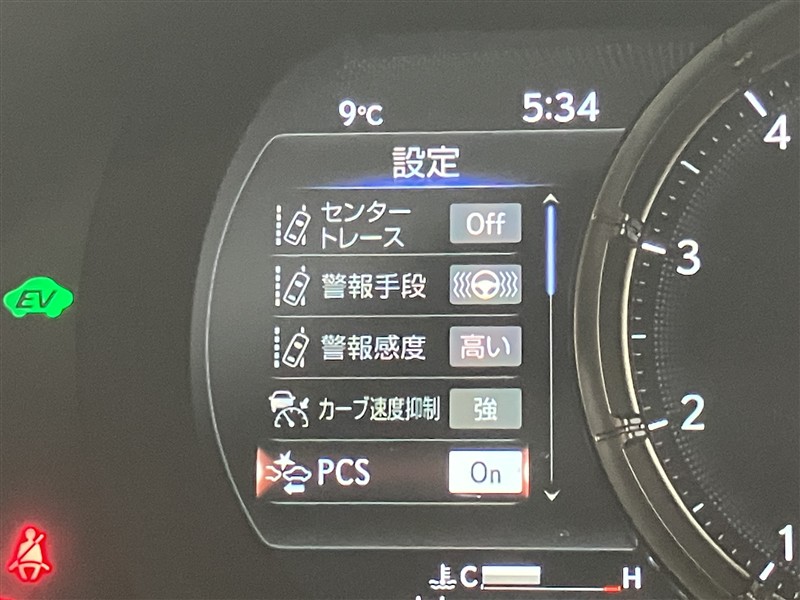 9°C
5:34
設定
センター
トレース
Off
警報手段
警報感度
高い
カーブ速度抑制
強
PCS
On
EV
4
3
2
1
C
H